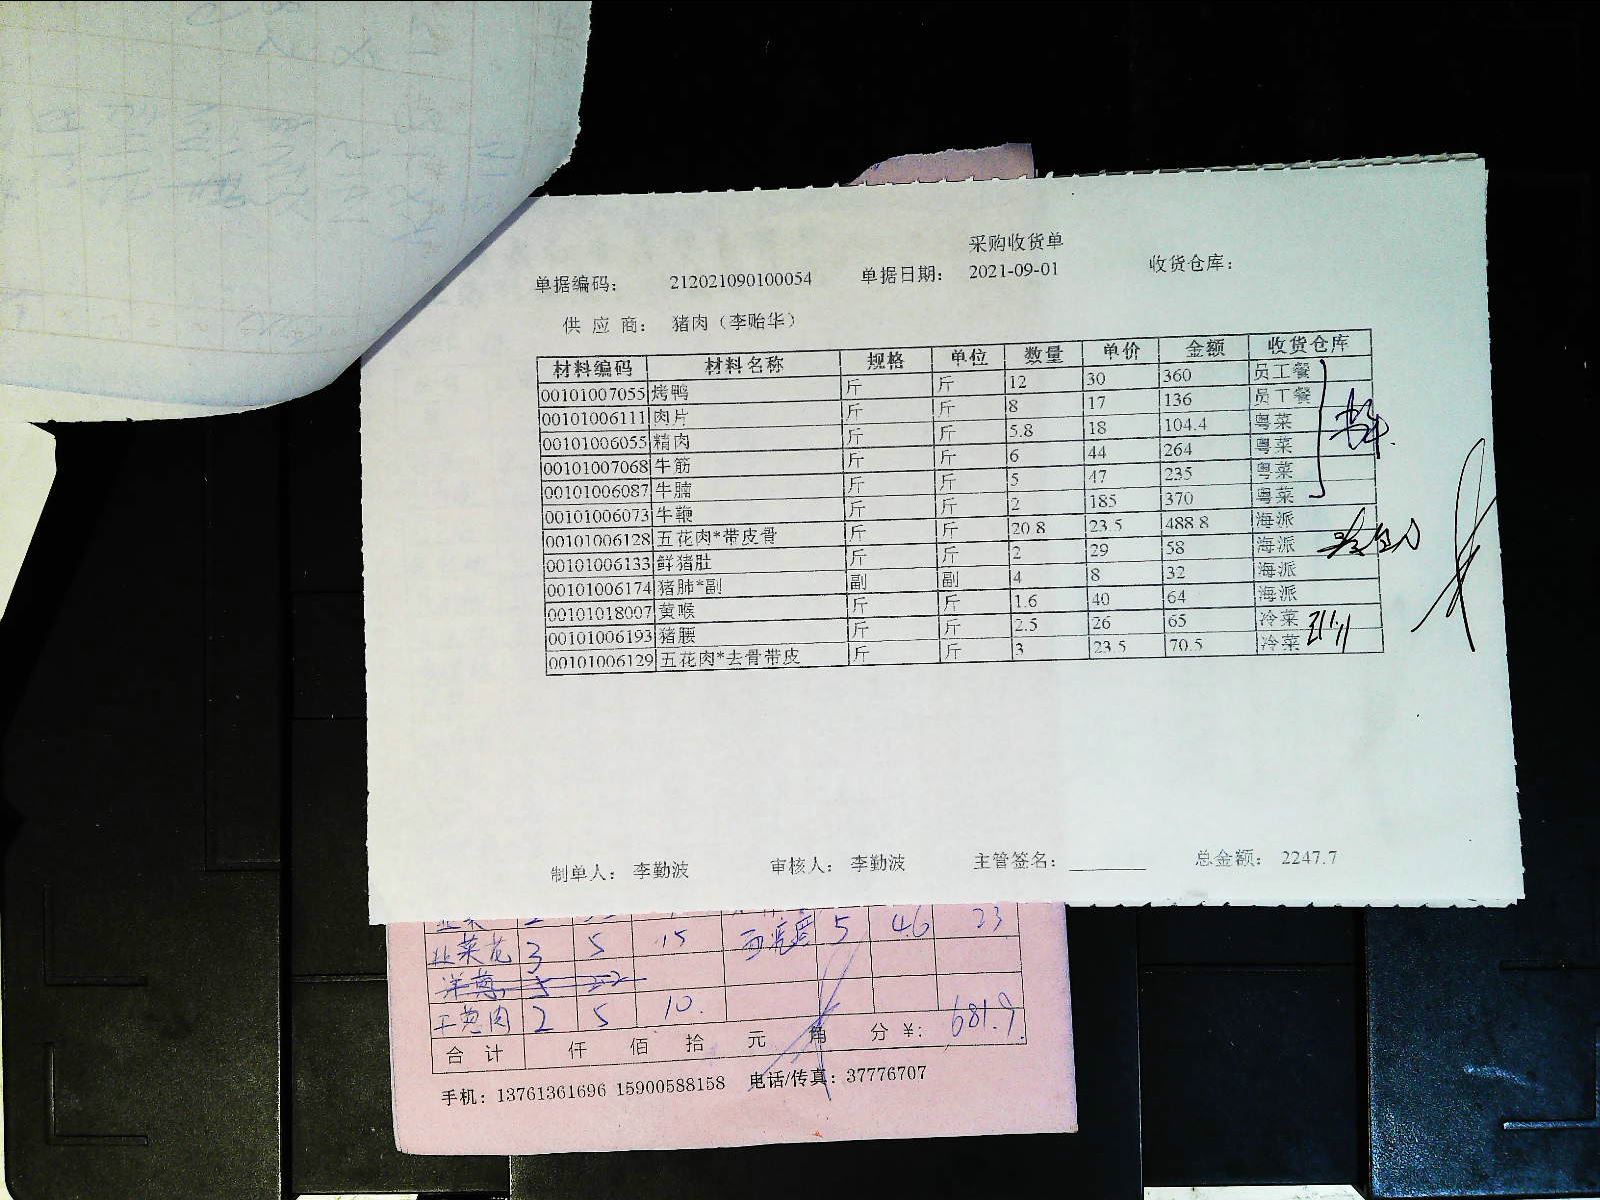 采购收货单
单据编码： 212021090100054 单据日期： 2021-09-01 收货仓库：
供 应 商： 猪肉（李贻华）
材料编码 材料名称 规格 单位 数量 单价 金额 收货仓库
00101007055 烤鸭 斤 斤 12 30 360 员工餐
00101006111 肉片 斤 斤 8 17 136 员工餐
00101006055 精肉 斤 斤 5.8 18 104.4 粤菜
00101007068 牛筋 斤 斤 6 44 264 粤菜
00101006087 牛腩 斤 斤 5 47 235 粤菜
00101006073 牛鞭 斤 斤 2 185 370 粤菜
00101006128 五花肉*带皮骨 斤 斤 20.8 23.5 488.8 海派
00101006133 鲜猪肚 斤 斤 2 29 58 海派
00101006174 猪肺*副 副 副 4 8 32 海派
00101018007 黄喉 斤 斤 1.6 40 64 海派
00101006193 猪腰 斤 斤 2.5 26 65 冷菜
00101006129 五花肉*去骨带皮 斤 斤 3 23.5 70.5 冷菜
制单人： 李勤波 审核人： 李勤波 主管签名： 总金额： 2247.7
韭菜花 3 5 15 5 4.6 23
2 5 10.
合 计 仟 佰 拾 元 角 分 ¥： 681.9
手机：13761361696 15900588158 电话/传真：37776707